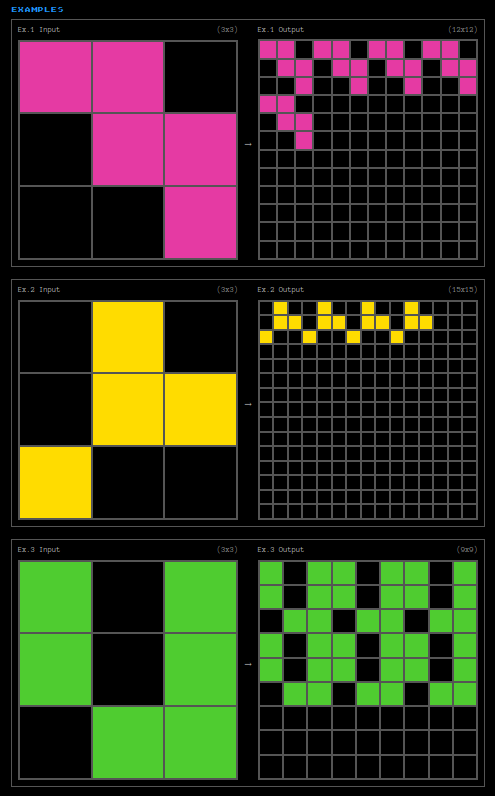 EXAMPLES
Ex.1 Input (3x3) Ex.1 Output (12x12)
→
Ex.2 Input (3x3) Ex.2 Output (15x15)
→
Ex.3 Input (3x3) Ex.3 Output (9x9)
→